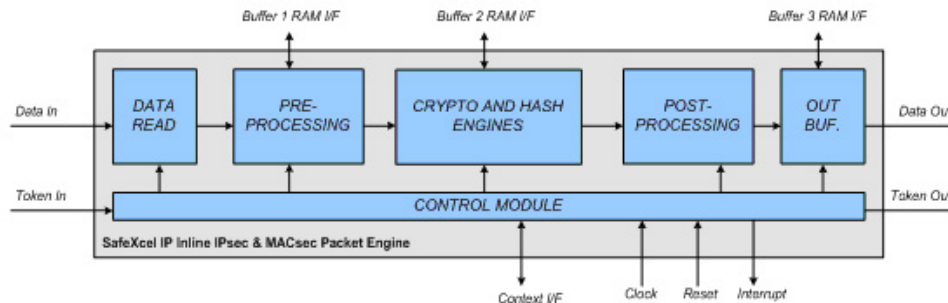 Buffer 1 RAM I/F
Buffer 2 RAM I/F
Buffer 3 RAM I/F
Data In
DATA
READ
PRE-
PROCESSING
CRYPTO AND HASH
ENGINES
POST-
PROCESSING
OUT
BUF.
Data Ou
Token In
CONTROL MODULE
Token Ou
SafeXcel IP Inline IPsec & MACsec Packet Engine
Context I/F
Clock
Reset
Interrupt